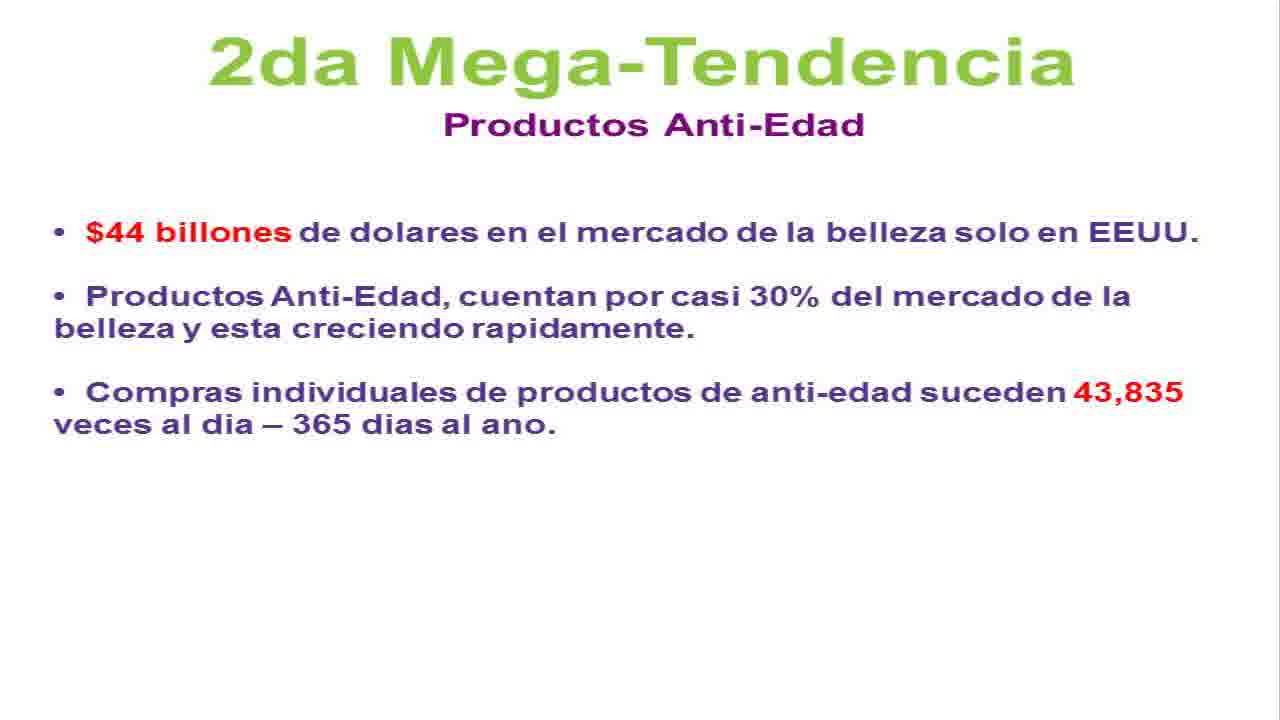 2da Mega-Tendencia
Productos Anti-Edad
• $44 billones de dolares en el mercado de la belleza solo en EEUU.
• Productos Anti-Edad, cuentan por casi 30% del mercado de la
belleza y esta creciendo rapidamente.
• Compras individuales de productos de anti-edad suceden 43,835
veces al dia – 365 dias al ano.